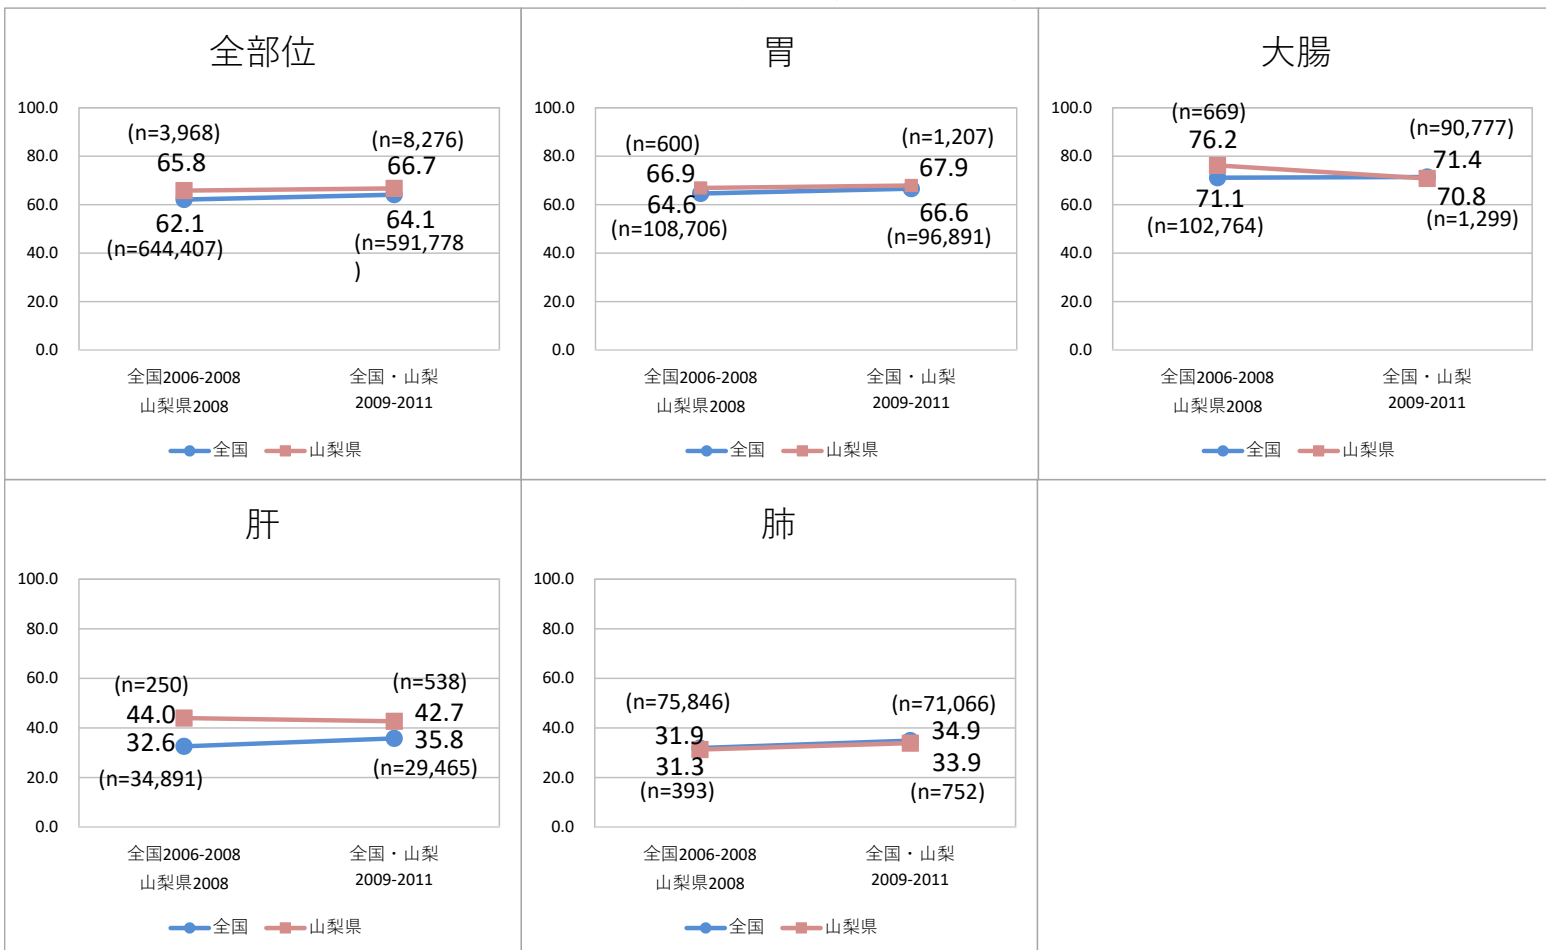 全部位
100.0
80.0
60.0
40.0
20.0
0.0
(n=3,968)
65.8
62.1
(n=644,407)
(n=8,276)
66.7
64.1
(n=591,778
)
全国2006-2008
山梨県2008
全国・山梨
2009-2011
全国
山梨県
胃
100.0
80.0
60.0
40.0
20.0
0.0
(n=600)
66.9
64.6
(n=108,706)
(n=1,207)
67.9
66.6
(n=96,891)
全国2006-2008
山梨県2008
全国・山梨
2009-2011
全国
山梨県
大腸
100.0
80.0
60.0
40.0
20.0
0.0
(n=669)
76.2
71.1
(n=102,764)
(n=90,777)
71.4
70.8
(n=1,299)
全国2006-2008
山梨県2008
全国・山梨
2009-2011
全国
山梨県
肝
100.0
80.0
60.0
40.0
20.0
0.0
(n=250)
44.0
32.6
(n=34,891)
(n=538)
42.7
35.8
(n=29,465)
全国2006-2008
山梨県2008
全国・山梨
2009-2011
全国
山梨県
肺
100.0
80.0
60.0
40.0
20.0
0.0
(n=75,846)
31.9
31.3
(n=393)
(n=71,066)
34.9
33.9
(n=752)
全国2006-2008
山梨県2008
全国・山梨
2009-2011
全国
山梨県